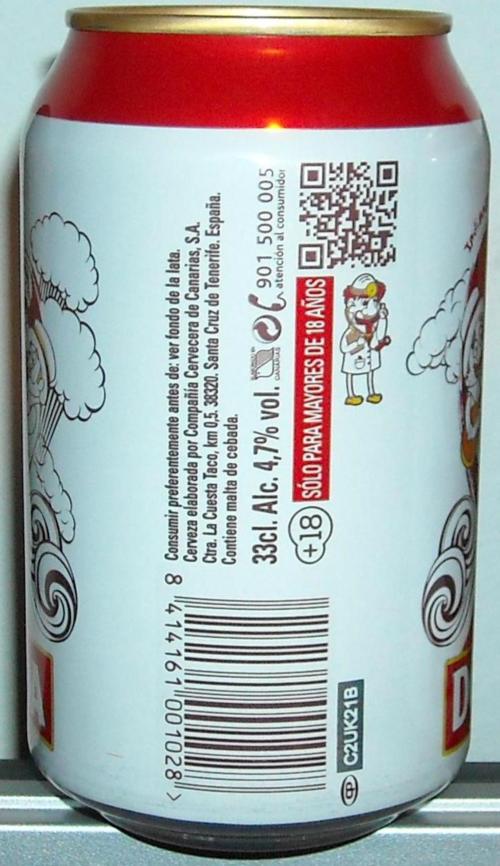 Consumir preferentemente antes de: ver fondo de la lata.
Cerveza elaborada por Compañía Cervecera de Canarias, S.A.
Ctra. La Cuesta Taco, km 0,5. 38320. Santa Cruz de Tenerife. España.
Contiene malta de cebada.
33cl. Alc. 4,7% vol.
901 500 005
atención al consumidor
+18 SÓLO PARA MAYORES DE 18 AÑOS
8 414161 001028 >
C2UK21B
A
D